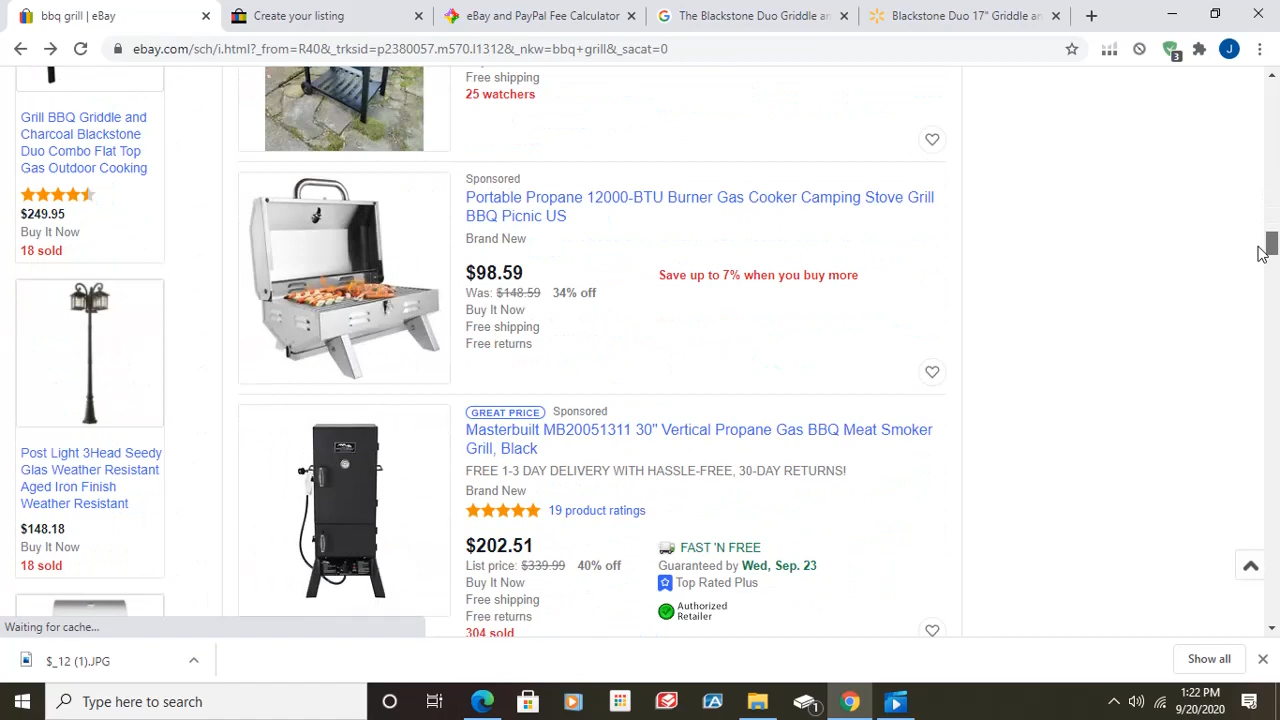 bbq grill | eBay
Create your listing
eBay and PayPal Fee Calculator
The Blackstone Duo Griddle an
Blackstone Duo 17" Griddle an
ebay.com/sch/i.html?_from=R40&_trksid=p2380057.m570.l1312&_nkw=bbq+grill&_sacat=0
3
J
Grill BBQ Griddle and
Charcoal Blackstone
Duo Combo Flat Top
Gas Outdoor Cooking
$249.95
Buy It Now
18 sold
Post Light 3Head Seedy
Glas Weather Resistant
Aged Iron Finish
Weather Resistant
$148.18
Buy It Now
18 sold
Free shipping
25 watchers
Sponsored
Portable Propane 12000-BTU Burner Gas Cooker Camping Stove Grill
BBQ Picnic US
Brand New
$98.59
Save up to 7% when you buy more
Was: $148.59 34% off
Buy It Now
Free shipping
Free returns
GREAT PRICE Sponsored
Masterbuilt MB20051311 30" Vertical Propane Gas BBQ Meat Smoker
Grill, Black
FREE 1-3 DAY DELIVERY WITH HASSLE-FREE, 30-DAY RETURNS!
Brand New
19 product ratings
$202.51
FAST 'N FREE
List price: $339.99 40% off
Guaranteed by Wed, Sep. 23
Buy It Now
Top Rated Plus
Free shipping
Authorized
Retailer
Free returns
304 sold
Waiting for cache...
$_12 (1).JPG
Show all
Type here to search
1
1:22 PM
9/20/2020